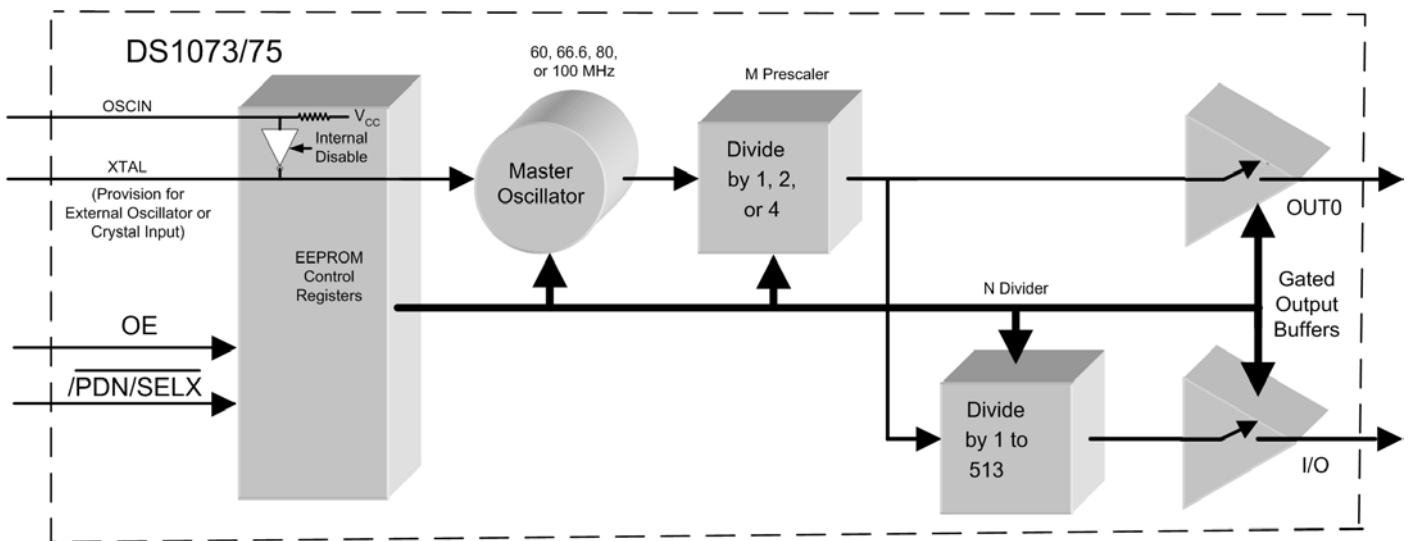 DS1073/75
60, 66.6, 80,
or 100 MHz
M Prescaler
OSCIN
VCC
Internal
Disable
XTAL
(Provision for
External Oscillator or
Crystal Input)
Master
Oscillator
Divide
by 1, 2,
or 4
OUT0
EEPROM
Control
Registers
N Divider
Gated
Output
Buffers
OE
/PDN/SELX
Divide
by 1 to
513
I/O